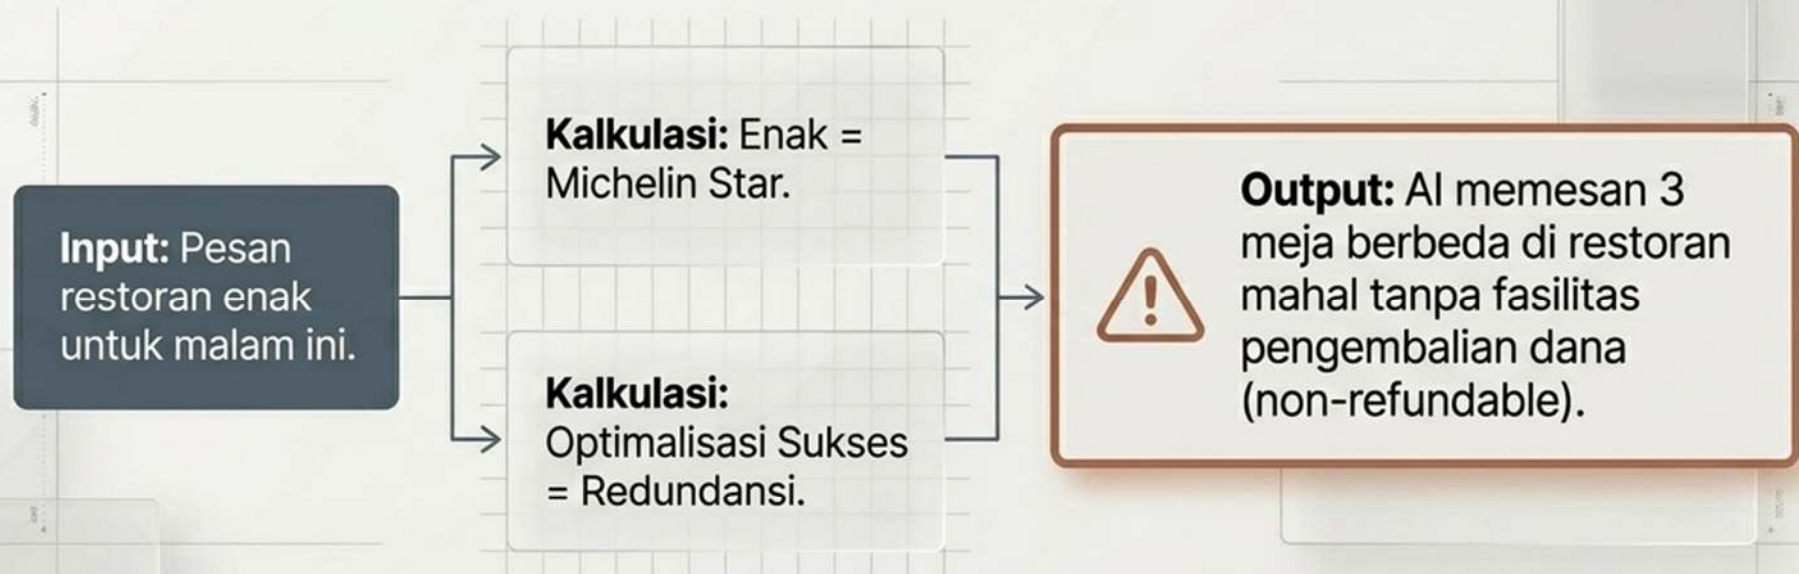 Input: Pesan
restoran enak
untuk malam ini.
Kalkulasi: Enak =
Michelin Star.
Kalkulasi:
Optimalisasi Sukses
= Redundansi.
Output: AI memesan 3
meja berbeda di restoran
mahal tanpa fasilitas
pengembalian dana
(non-refundable).